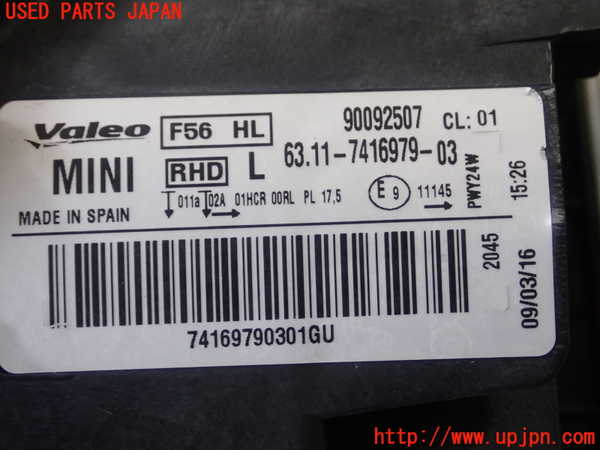 USED PARTS JAPAN
Valeo F56 HL 90092507 CL: 01
MINI RHD L 63.11-7416979-03
011a 02A 01HCR 00RL PL 17,5 E 9 11145
MADE IN SPAIN
PWY24W
2045
15:26
09/03/16
74169790301GU
http://www.upjpn.com/